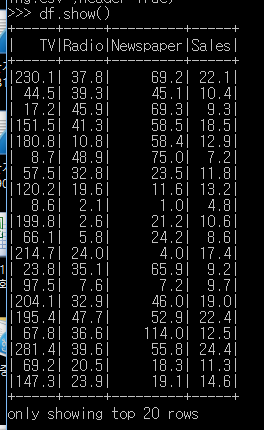 >>> df.show()
+-----+-----+---------+-----+
|   TV|Radio|Newspaper|Sales|
+-----+-----+---------+-----+
|230.1| 37.8|     69.2| 22.1|
| 44.5| 39.3|     45.1| 10.4|
| 17.2| 45.9|     69.3|  9.3|
|151.5| 41.3|     58.5| 18.5|
|180.8| 10.8|     58.4| 12.9|
|  8.7| 48.9|     75.0|  7.2|
| 57.5| 32.8|     23.5| 11.8|
|120.2| 19.6|     11.6| 13.2|
|  8.6|  2.1|      1.0|  4.8|
|199.8|  2.6|     21.2| 10.6|
| 66.1|  5.8|     24.2|  8.6|
|214.7| 24.0|      4.0| 17.4|
| 23.8| 35.1|     65.9|  9.2|
| 97.5|  7.6|      7.2|  9.7|
|204.1| 32.9|     46.0| 19.0|
|195.4| 47.7|     52.9| 22.4|
| 67.8| 36.6|    114.0| 12.5|
|281.4| 39.6|     55.8| 24.4|
| 69.2| 20.5|     18.3| 11.3|
|147.3| 23.9|     19.1| 14.6|
+-----+-----+---------+-----+
only showing top 20 rows